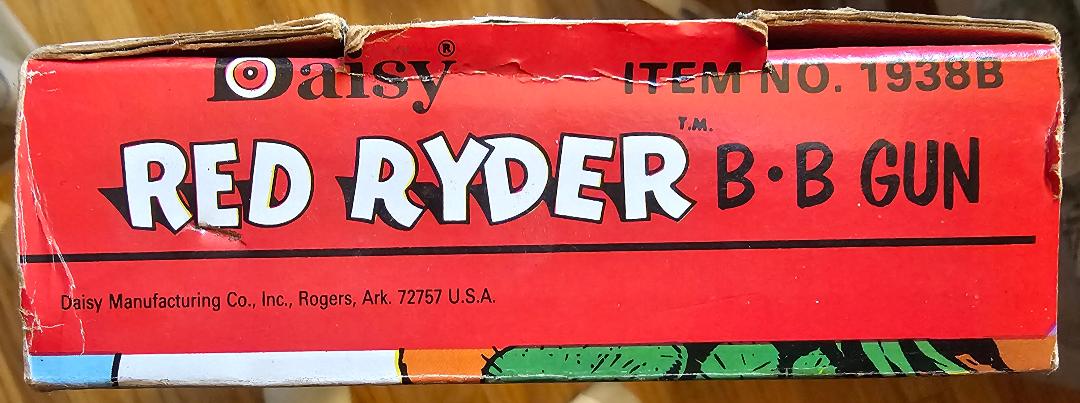 Daisy®
ITEM NO. 1938B
RED RYDER T.M. B•B GUN
Daisy Manufacturing Co., Inc., Rogers, Ark. 72757 U.S.A.